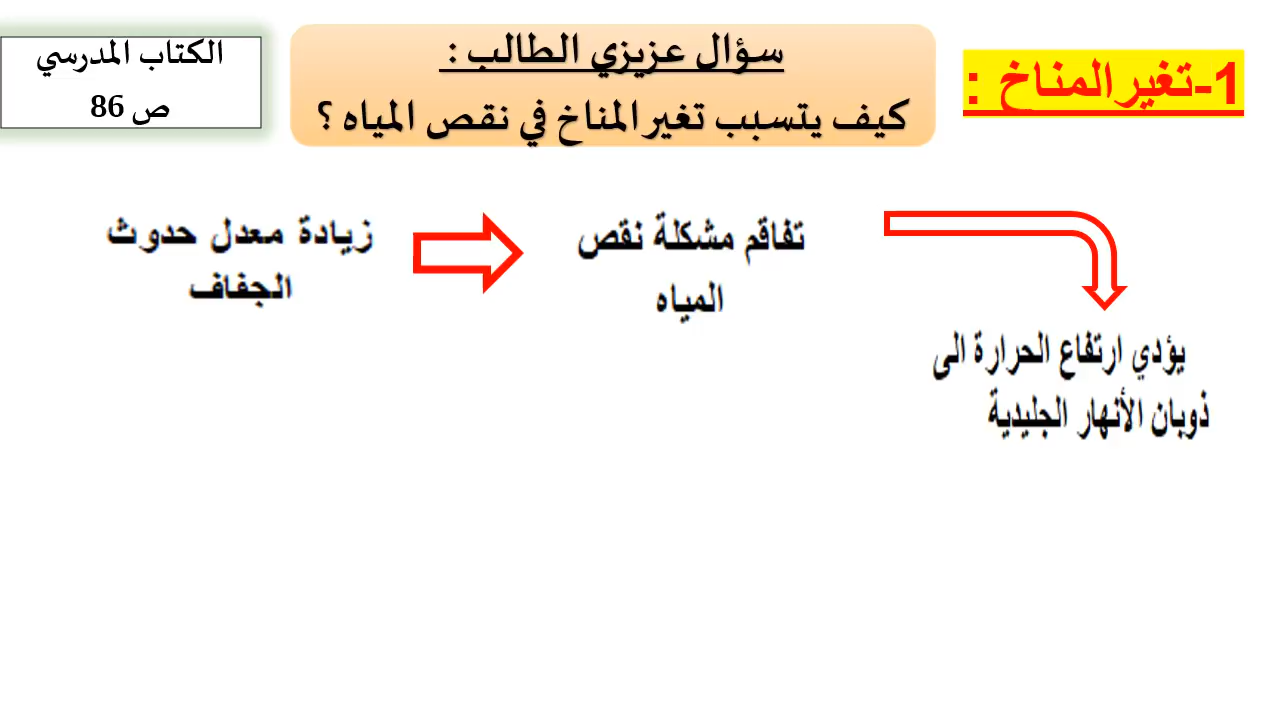 1-تغير المناخ :
سؤال عزيزي الطالب :
كيف يتسبب تغير المناخ في نقص المياه ؟
الكتاب المدرسي
ص 86
زيادة معدل حدوث
الجفاف
تفاقم مشكلة نقص
المياه
يؤدي ارتفاع الحرارة الى
ذوبان الأنهار الجليدية